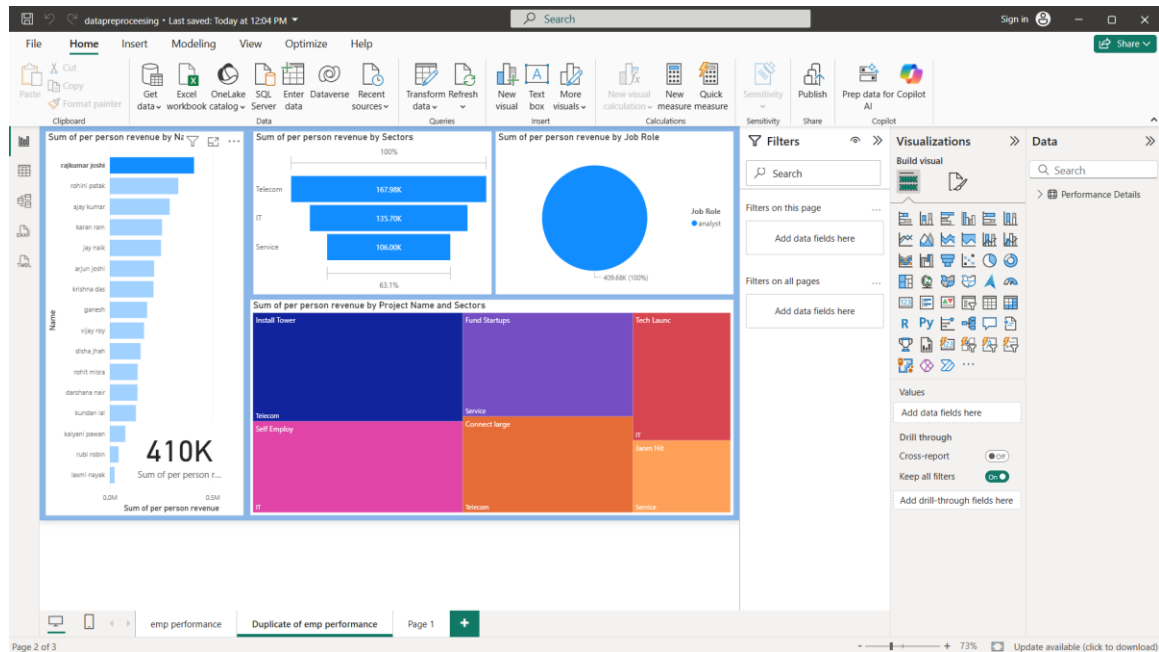 datapreproceesing • Last saved: Today at 12:04 PM
Search
Sign in
File Home Insert Modeling View Optimize Help
Share
Paste
Cut
Copy
Format painter
Clipboard
Get data
Excel workbook
OneLake catalog
SQL Server
Enter data
Dataverse
Recent sources
Data
Transform data
Refresh
Queries
New visual
Text box
More visuals
Insert
New visual calculation
New measure
Quick measure
Calculations
Sensitivity
Sensitivity
Publish
Share
Prep data for AI
Copilot
Copilot
Sum of per person revenue by Na
rajkumar joshi
rohini patak
ajay kumar
karan ram
jay naik
arjun joshi
krishna das
ganesh
vijay roy
disha jhah
rohit misra
darshana nair
kundan lal
kalyani pawan
rubi robin
laxmi nayak
Name
0.0M 0.5M
Sum of per person revenue
410K
Sum of per person r...
Sum of per person revenue by Sectors
100%
Telecom 167.98K
IT 135.70K
Service 106.00K
63.1%
Sum of per person revenue by Job Role
Job Role
analyst
409.68K (100%)
Sum of per person revenue by Project Name and Sectors
Install Tower
Telecom
Fund Startups
Service
Tech Launc
IT
Self Employ
IT
Connect large
Telecom
Service
Filters
Search
Filters on this page
...
Add data fields here
Filters on all pages
...
Add data fields here
Visualizations
Build visual
R Py
...
Values
Add data fields here
Drill through
Cross-report Off
Keep all filters On
Add drill-through fields here
Data
Search
Performance Details
emp performance
Duplicate of emp performance
Page 1
+
Page 2 of 3
- + 73%
Update available (click to download)